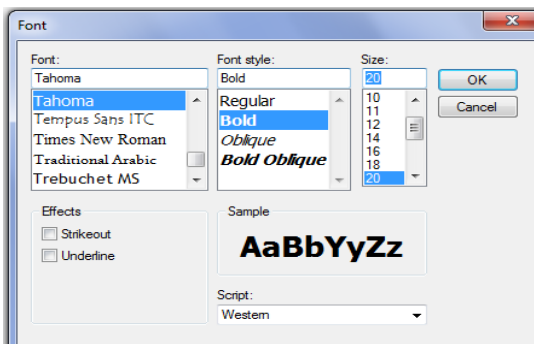 Font
Font:
Tahoma
Tahoma
Tempus Sans ITC
Times New Roman
Traditional Arabic
Trebuchet MS
Font style:
Bold
Regular
Bold
Oblique
Bold Oblique
Size:
20
10
11
12
14
16
18
20
OK
Cancel
Effects
Strikeout
Underline
Sample
AaBbYyZz
Script:
Western